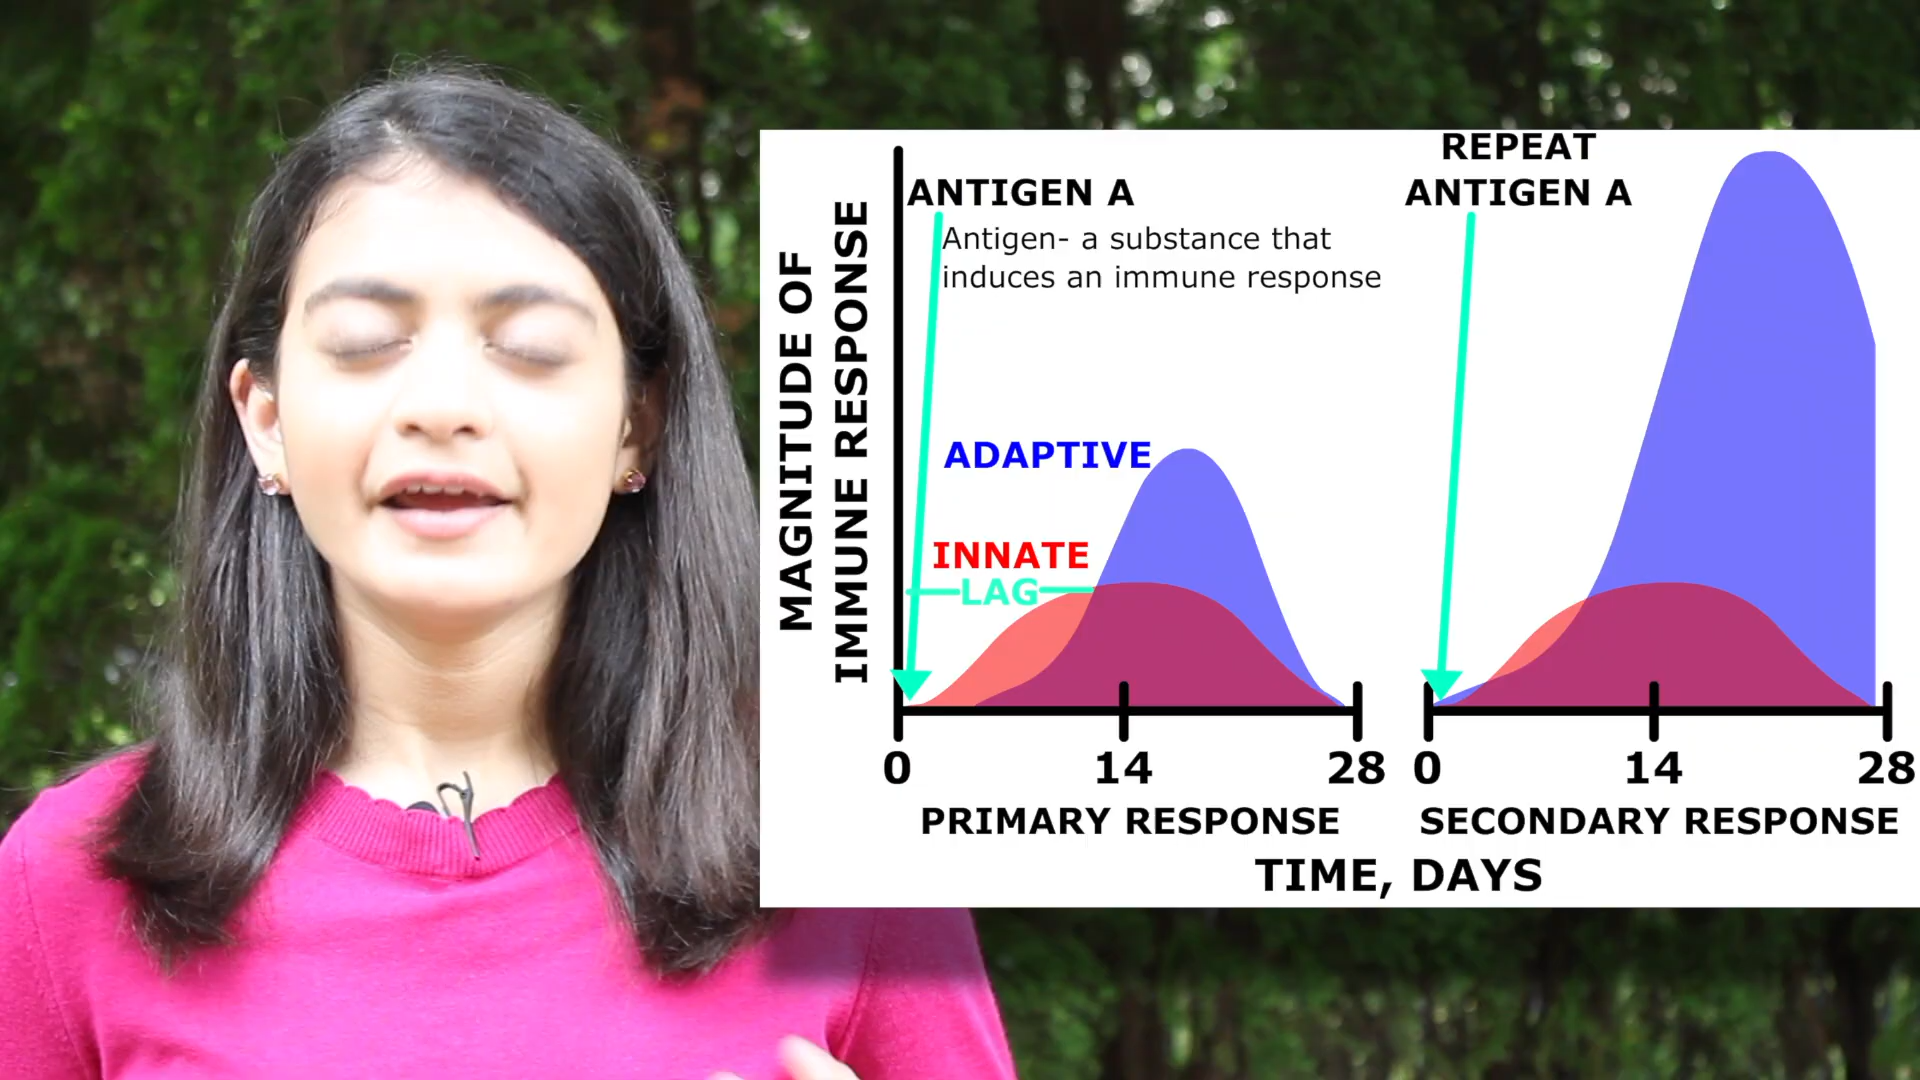 MAGNITUDE OF
IMMUNE RESPONSE
ANTIGEN A
Antigen- a substance that
induces an immune response
ADAPTIVE
INNATE
LAG
0 14 28
PRIMARY RESPONSE
REPEAT
ANTIGEN A
0 14 28
SECONDARY RESPONSE
TIME, DAYS